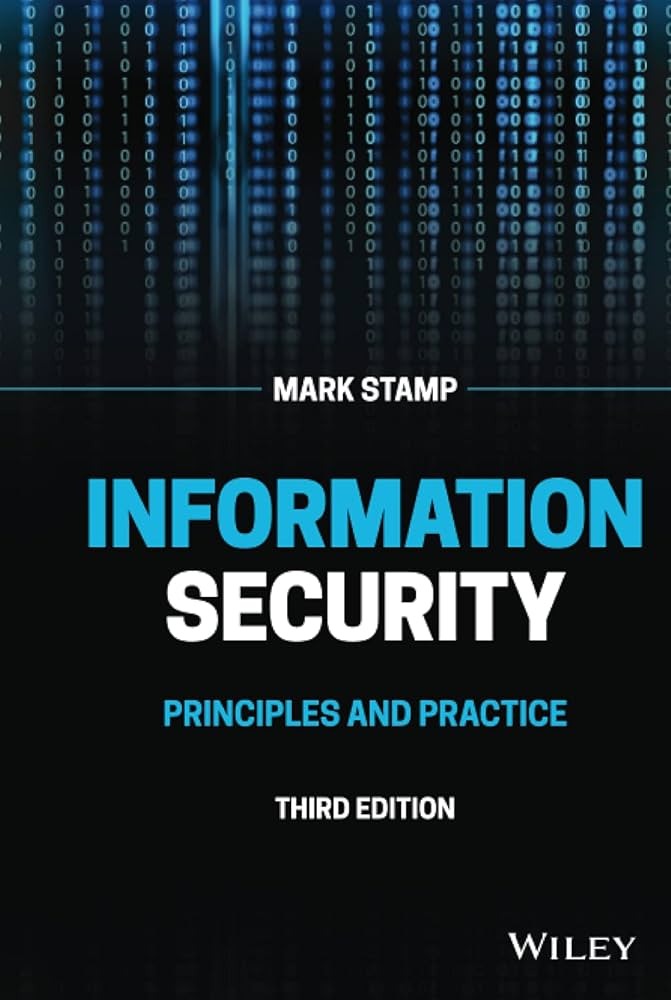 MARK STAMP
INFORMATION
SECURITY
PRINCIPLES AND PRACTICE
THIRD EDITION
WILEY